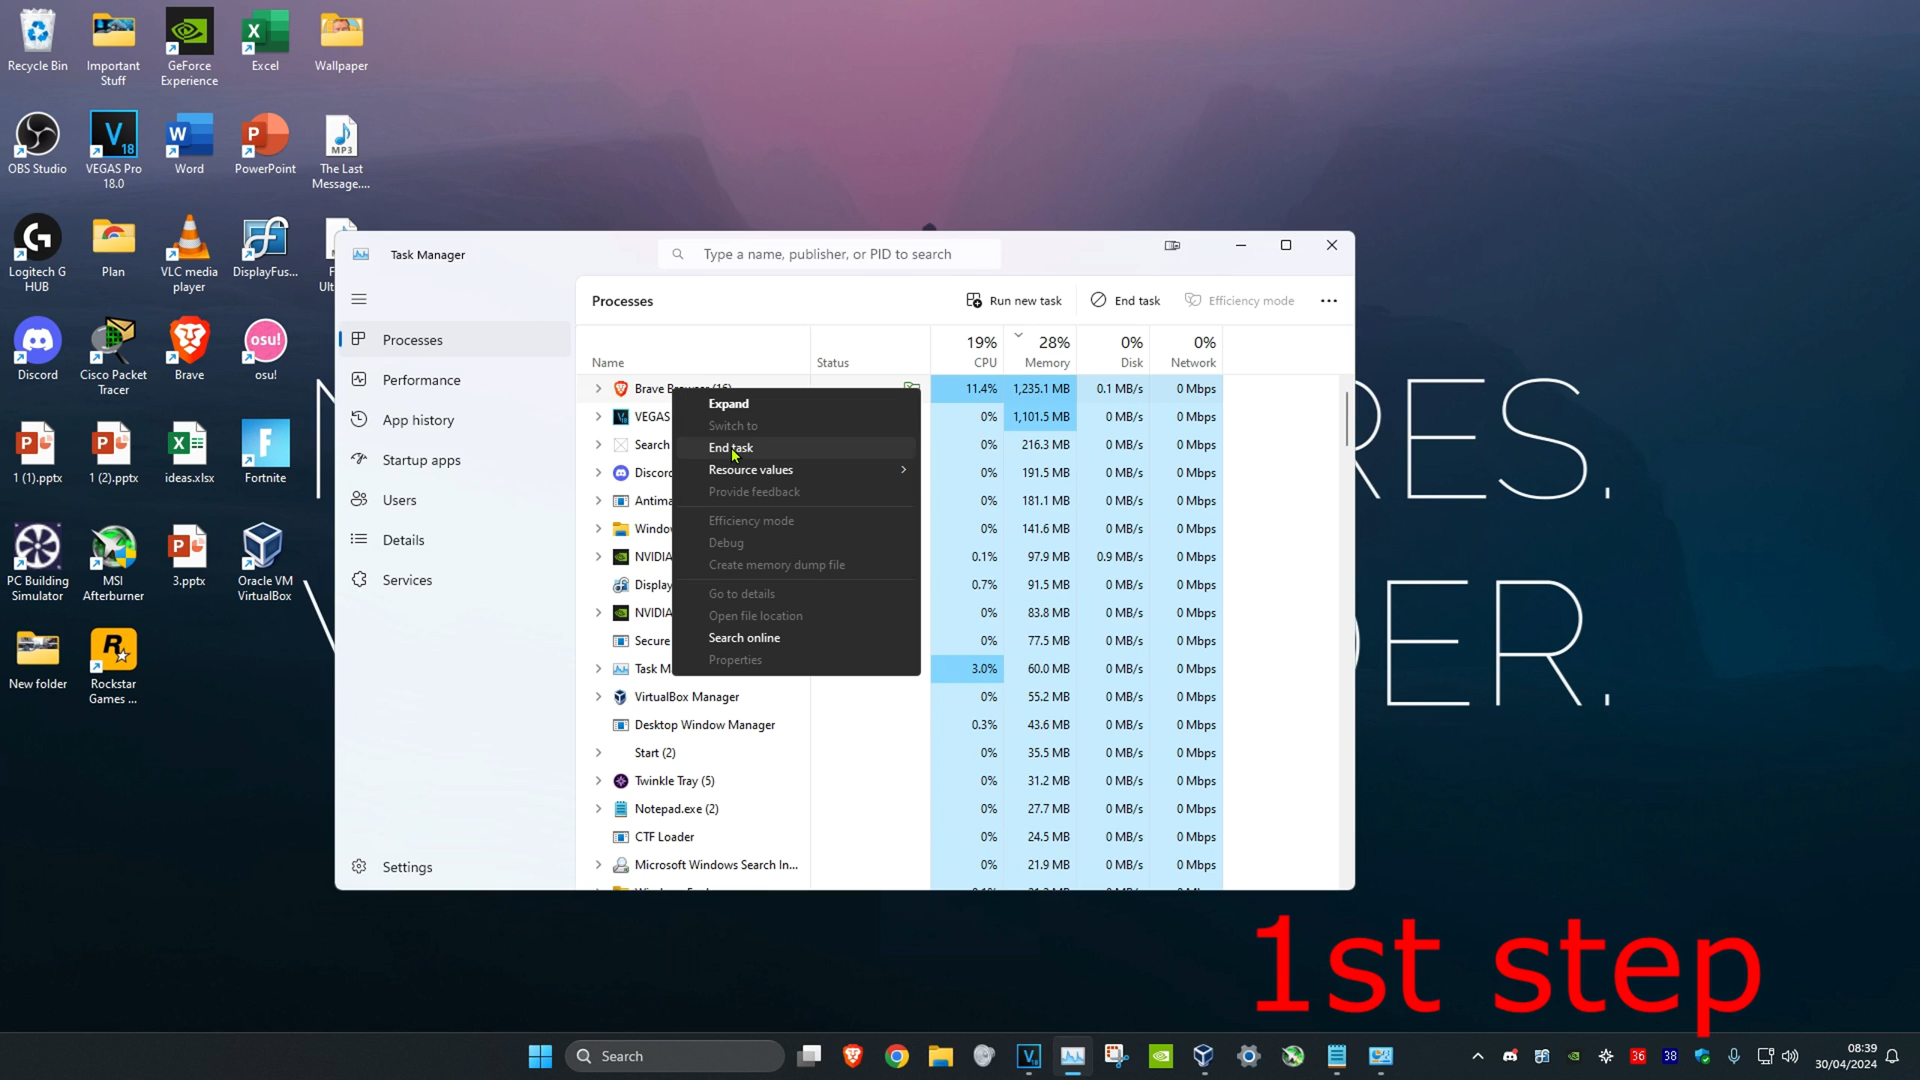 Recycle Bin
Important
Stuff
GeForce
Experience
Excel
Wallpaper
OBS Studio
VEGAS Pro
18.0
Word
PowerPoint
MP3
The Last
Message....
Logitech G
HUB
Plan
VLC media
player
DisplayFus...
Discord
Cisco Packet
Tracer
Brave
osu!
osu!
1 (1).pptx
1 (2).pptx
ideas.xlsx
Fortnite
PC Building
Simulator
MSI
Afterburner
3.pptx
Oracle VM
VirtualBox
New folder
Rockstar
Games ...
Task Manager
Type a name, publisher, or PID to search
Processes
Run new task
End task
Efficiency mode
Processes
Performance
App history
Startup apps
Users
Details
Services
Settings
19% 28% 0% 0%
Name Status CPU Memory Disk Network
Brave Browser (16) 11.4% 1,235.1 MB 0.1 MB/s 0 Mbps
VEGAS 0% 1,101.5 MB 0 MB/s 0 Mbps
Search 0% 216.3 MB 0 MB/s 0 Mbps
Discord 0% 191.5 MB 0 MB/s 0 Mbps
Antima 0% 181.1 MB 0 MB/s 0 Mbps
Windo 0% 141.6 MB 0 MB/s 0 Mbps
NVIDIA 0.1% 97.9 MB 0.9 MB/s 0 Mbps
Display 0.7% 91.5 MB 0 MB/s 0 Mbps
NVIDIA 0% 83.8 MB 0 MB/s 0 Mbps
Secure 0% 77.5 MB 0 MB/s 0 Mbps
Task M 3.0% 60.0 MB 0 MB/s 0 Mbps
VirtualBox Manager 0% 55.2 MB 0 MB/s 0 Mbps
Desktop Window Manager 0.3% 43.6 MB 0 MB/s 0 Mbps
Start (2) 0% 35.5 MB 0 MB/s 0 Mbps
Twinkle Tray (5) 0% 31.2 MB 0 MB/s 0 Mbps
Notepad.exe (2) 0% 27.7 MB 0 MB/s 0 Mbps
CTF Loader 0% 24.5 MB 0 MB/s 0 Mbps
Microsoft Windows Search In... 0% 21.9 MB 0 MB/s 0 Mbps
Expand
Switch to
End task
Resource values
Provide feedback
Efficiency mode
Debug
Create memory dump file
Go to details
Open file location
Search online
Properties
RES.
DER.
1st step
Search
36
38
08:39
30/04/2024